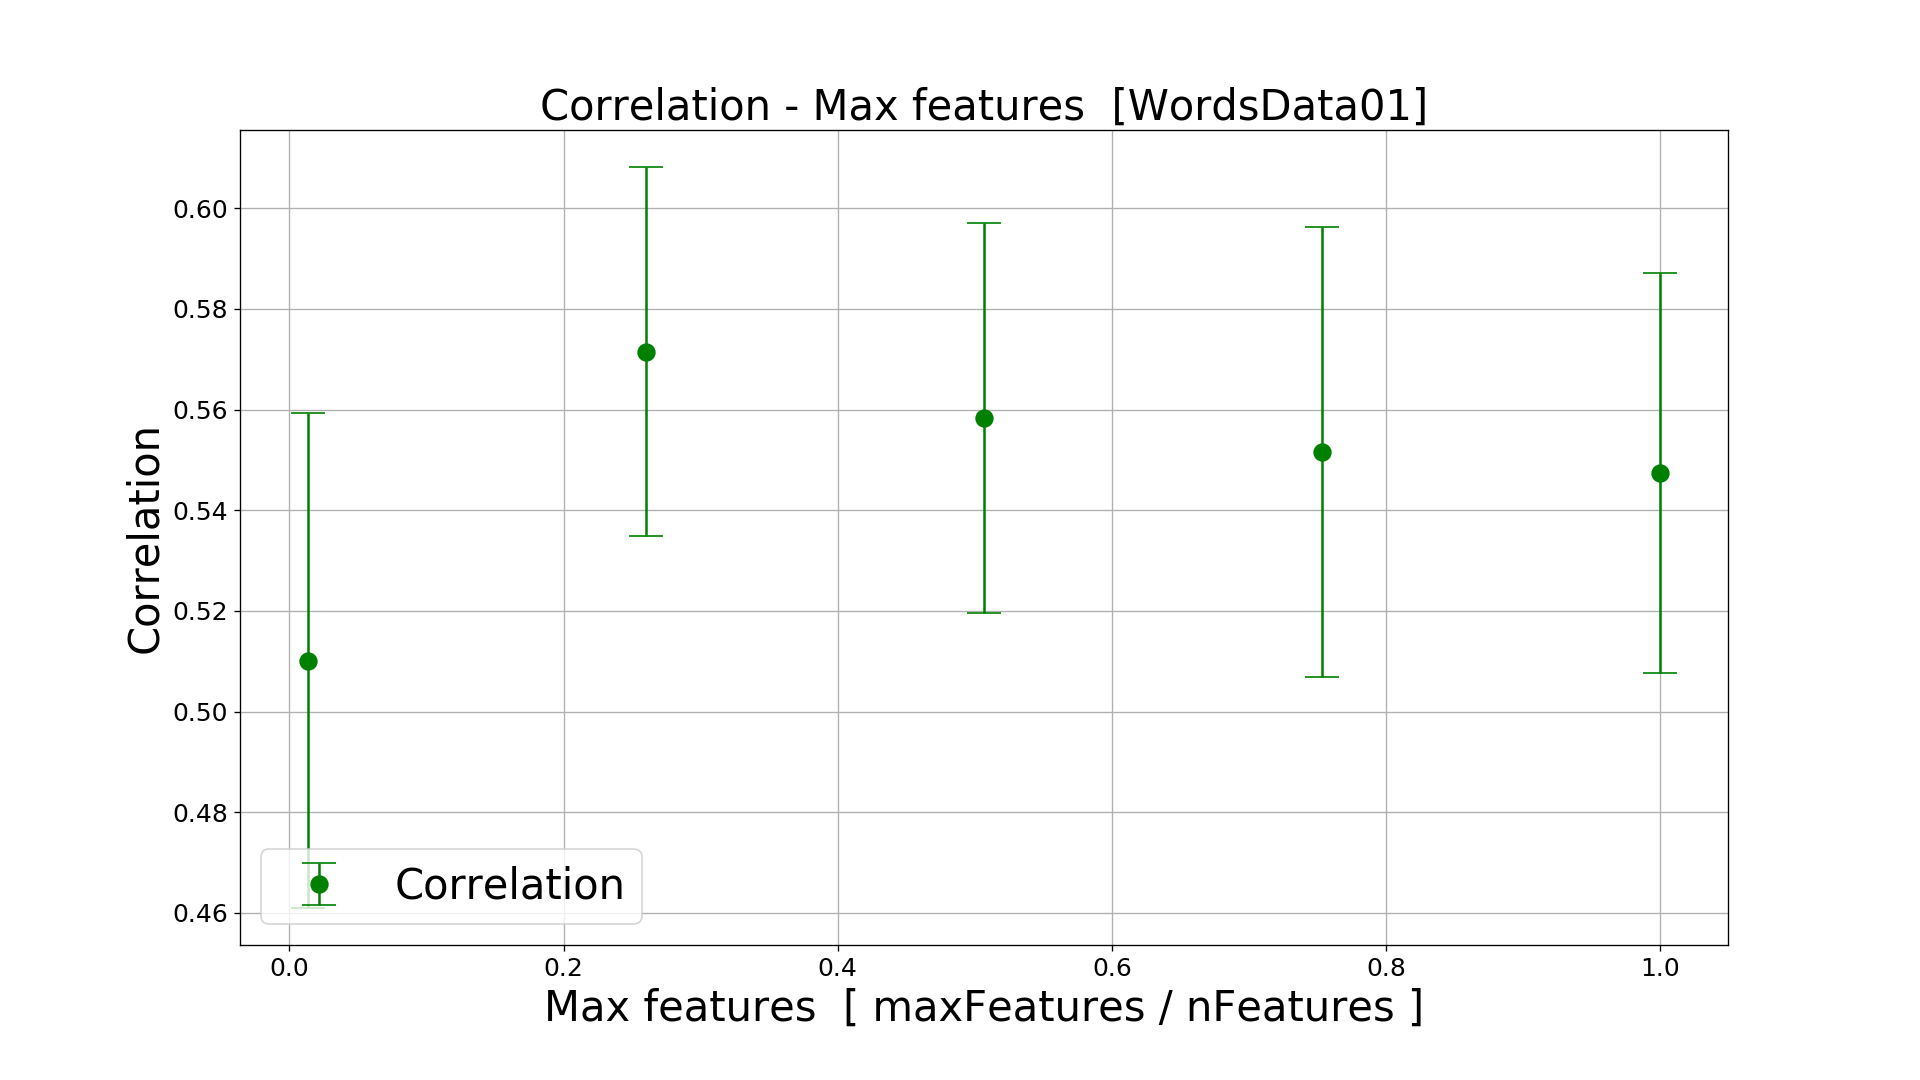 Correlation - Max features [WordsData01]
Correlation
0.60
0.58
0.56
0.54
0.52
0.50
0.48
0.46
Correlation
0.0 0.2 0.4 0.6 0.8 1.0
Max features [ maxFeatures / nFeatures ]